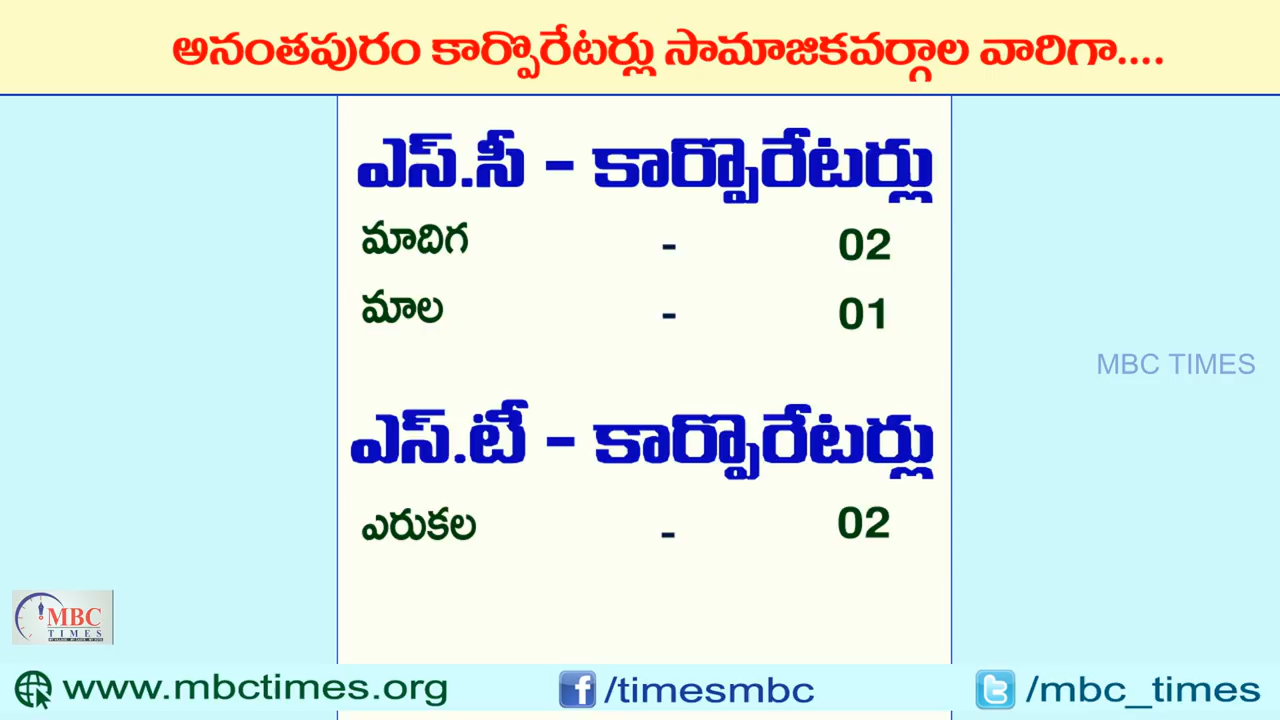 అనంతపురం కార్పొరేటర్లు సామాజికవర్గాల వారిగా....
ఎస్.సీ - కార్పొరేటర్లు
మాదిగ - 02
మాల - 01
MBC TIMES
ఎస్.టీ - కార్పొరేటర్లు
ఎరుకల - 02
MBC
TIMES
www.mbctimes.org
/timesmbc
/mbc_times